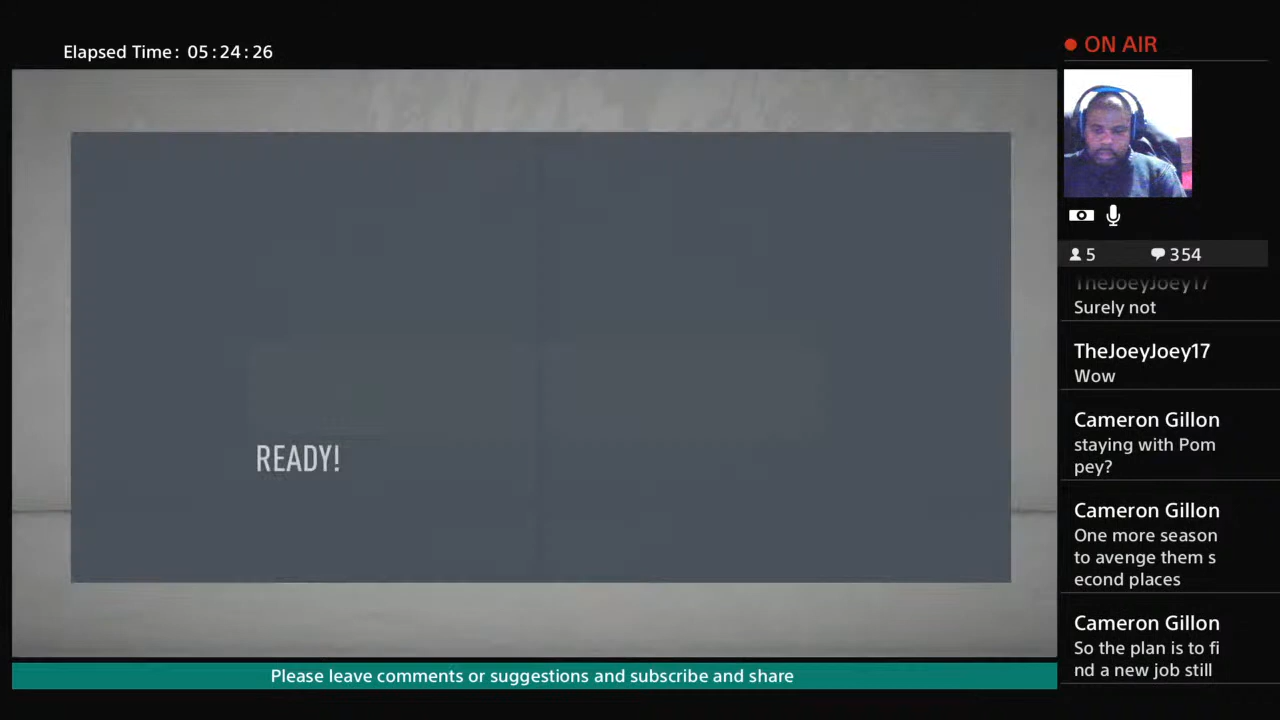 Elapsed Time: 05:24:26
ON AIR
5 354
TheJoeyJoey17
Surely not
TheJoeyJoey17
Wow
Cameron Gillon
staying with Pom
pey?
Cameron Gillon
One more season
to avenge them s
econd places
Cameron Gillon
So the plan is to fi
nd a new job still
READY!
Please leave comments or suggestions and subscribe and share